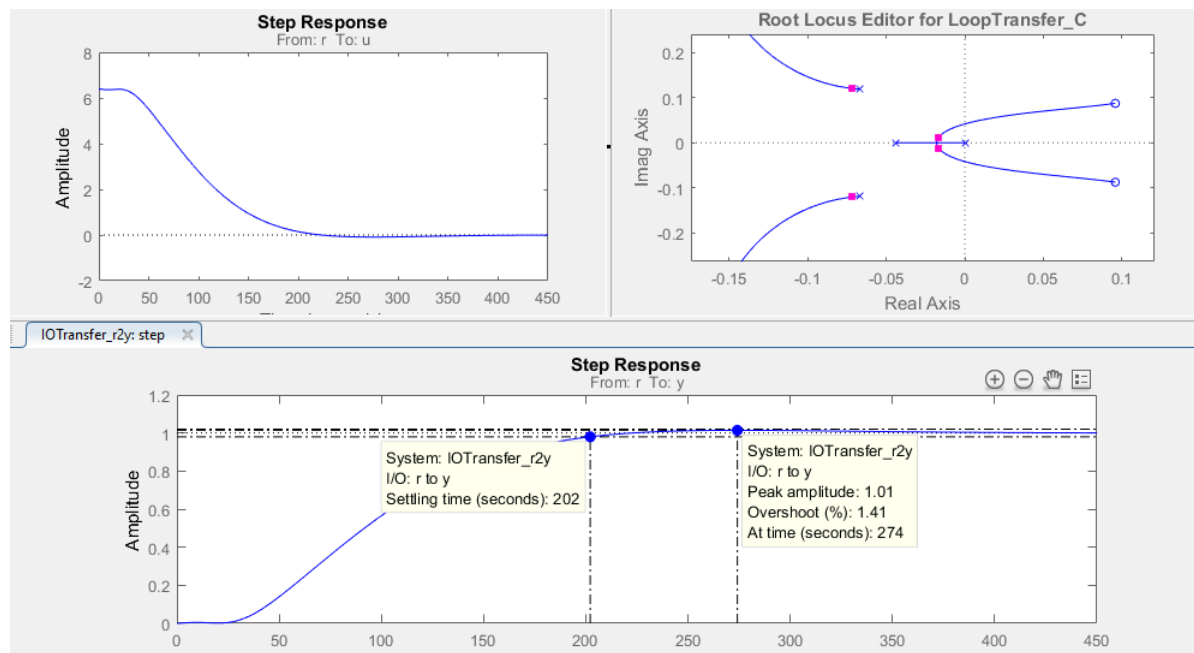 Step Response
From: r To: u
Amplitude
8
6
4
2
0
-2
0 50 100 150 200 250 300 350 400 450
Root Locus Editor for LoopTransfer_C
Imag Axis
0.2
0.1
0
-0.1
-0.2
-0.15 -0.1 -0.05 0 0.05 0.1
Real Axis
IOTransfer_r2y: step
Step Response
From: r To: y
Amplitude
1.2
1
0.8
0.6
0.4
0.2
0
System: IOTransfer_r2y
I/O: r to y
Settling time (seconds): 202
System: IOTransfer_r2y
I/O: r to y
Peak amplitude: 1.01
Overshoot (%): 1.41
At time (seconds): 274
0 50 100 150 200 250 300 350 400 450